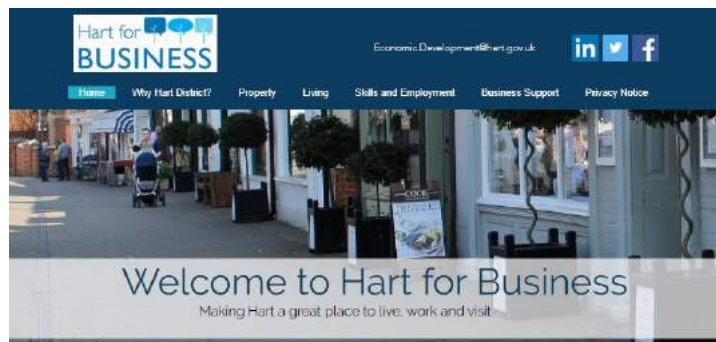 Hart for
BUSINESS
Economic.Development@hart.gov.uk
in f
Home Why Hart District? Property Living Skills and Employment Business Support Privacy Notice
COOK
Welcome to Hart for Business
Making Hart a great place to live, work and visit